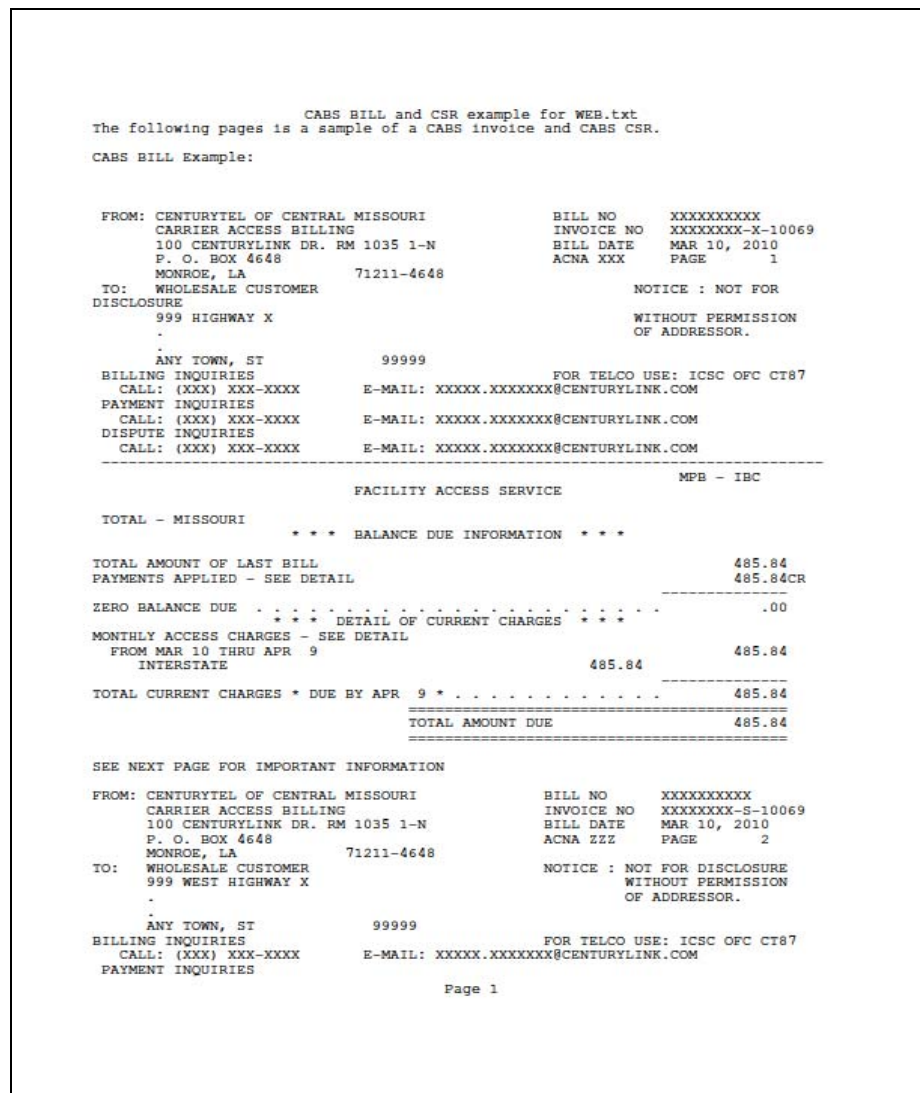 CABS BILL and CSR example for WEB.txt
The following pages is a sample of a CABS invoice and CABS CSR.
CABS BILL Example:
FROM: CENTURYTEL OF CENTRAL MISSOURI BILL NO XXXXXXXXXX
CARRIER ACCESS BILLING INVOICE NO XXXXXXXX-X-10069
100 CENTURYLINK DR. RM 1035 1-N BILL DATE MAR 10, 2010
P. O. BOX 4648 ACNA XXX PAGE 1
MONROE, LA 71211-4648
TO: WHOLESALE CUSTOMER NOTICE : NOT FOR
DISCLOSURE
999 HIGHWAY X WITHOUT PERMISSION
. OF ADDRESSOR.
.
ANY TOWN, ST 99999
BILLING INQUIRIES FOR TELCO USE: ICSC OFC CT87
CALL: (XXX) XXX-XXXX E-MAIL: XXXXX.XXXXXXX@CENTURYLINK.COM
PAYMENT INQUIRIES
CALL: (XXX) XXX-XXXX E-MAIL: XXXXX.XXXXXXX@CENTURYLINK.COM
DISPUTE INQUIRIES
CALL: (XXX) XXX-XXXX E-MAIL: XXXXX.XXXXXXX@CENTURYLINK.COM
--------------------------------------------------------------------------------
MPB - IBC
FACILITY ACCESS SERVICE
TOTAL - MISSOURI
* * * BALANCE DUE INFORMATION * * *
TOTAL AMOUNT OF LAST BILL 485.84
PAYMENTS APPLIED - SEE DETAIL 485.84CR
--------------
ZERO BALANCE DUE . . . . . . . . . . . . . . . . . . . . . . . .00
* * * DETAIL OF CURRENT CHARGES * * *
MONTHLY ACCESS CHARGES - SEE DETAIL
FROM MAR 10 THRU APR 9 485.84
INTERSTATE 485.84
--------------
TOTAL CURRENT CHARGES * DUE BY APR 9 * . . . . . . . . . . . . 485.84
==========================================
TOTAL AMOUNT DUE 485.84
==========================================
SEE NEXT PAGE FOR IMPORTANT INFORMATION
FROM: CENTURYTEL OF CENTRAL MISSOURI BILL NO XXXXXXXXXX
CARRIER ACCESS BILLING INVOICE NO XXXXXXXX-S-10069
100 CENTURYLINK DR. RM 1035 1-N BILL DATE MAR 10, 2010
P. O. BOX 4648 ACNA ZZZ PAGE 2
MONROE, LA 71211-4648
TO: WHOLESALE CUSTOMER NOTICE : NOT FOR DISCLOSURE
999 WEST HIGHWAY X WITHOUT PERMISSION
. OF ADDRESSOR.
.
ANY TOWN, ST 99999
BILLING INQUIRIES FOR TELCO USE: ICSC OFC CT87
CALL: (XXX) XXX-XXXX E-MAIL: XXXXX.XXXXXXX@CENTURYLINK.COM
PAYMENT INQUIRIES
Page 1